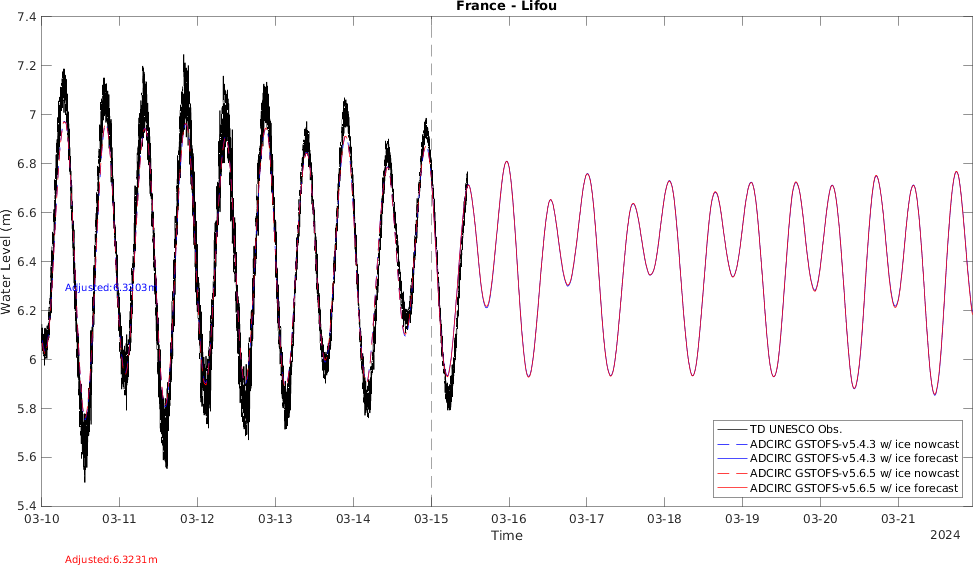 France - Lifou
7.4
7.2
7
6.8
6.6
6.4
6.2
6
5.8
5.6
5.4
Water Level (m)
Adjusted:6.3203m
TD UNESCO Obs.
ADCIRC GSTOFS-v5.4.3 w/ ice nowcast
ADCIRC GSTOFS-v5.4.3 w/ ice forecast
ADCIRC GSTOFS-v5.6.5 w/ ice nowcast
ADCIRC GSTOFS-v5.6.5 w/ ice forecast
03-10 03-11 03-12 03-13 03-14 03-15 03-16 03-17 03-18 03-19 03-20 03-21
Time
2024
Adjusted:6.3231m